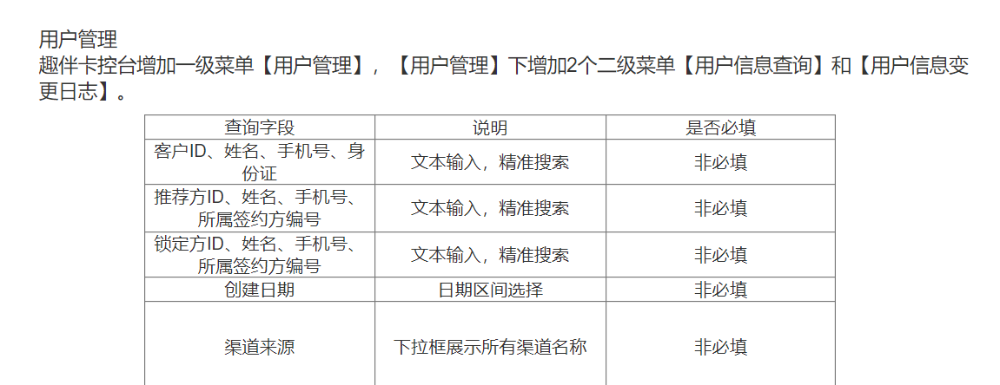 用户管理
趣伴卡控台增加一级菜单【用户管理】，【用户管理】下增加2个二级菜单【用户信息查询】和【用户信息变
更日志】。
查询字段 说明 是否必填
客户ID、姓名、手机号、身
份证
文本输入，精准搜索 非必填
推荐方ID、姓名、手机号、
所属签约方编号
文本输入，精准搜索 非必填
锁定方ID、姓名、手机号、
所属签约方编号
文本输入，精准搜索 非必填
创建日期 日期区间选择 非必填
渠道来源 下拉框展示所有渠道名称 非必填